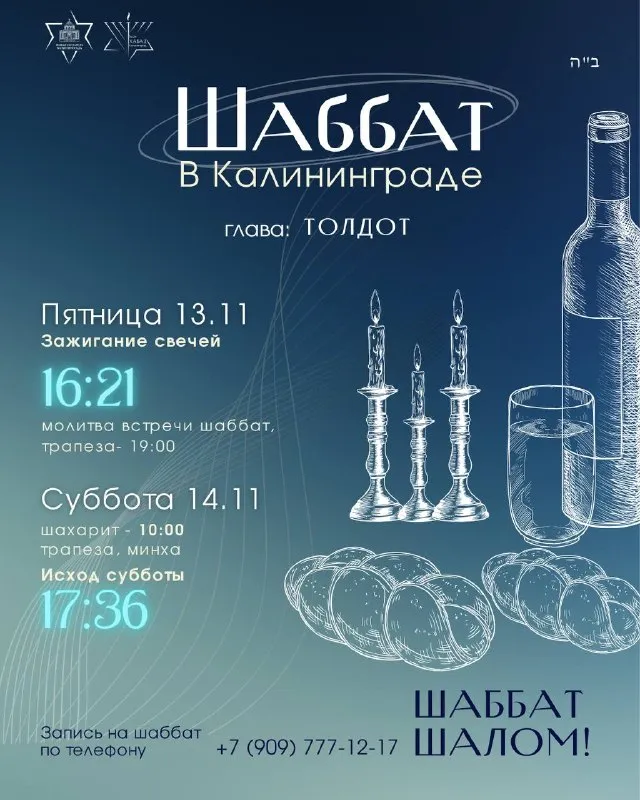 ב״ה
Шаббат
В Калининграде
глава: ТОЛДОТ
Пятница 13.11
Зажигание свечей
16:21
молитва встречи шаббат,
трапеза- 19:00
Суббота 14.11
шахарит - 10:00
трапеза, минха
Исход субботы
17:36
Запись на шаббат
по телефону
+7 (909) 777-12-17
ШАББАТ
ШАЛОМ!